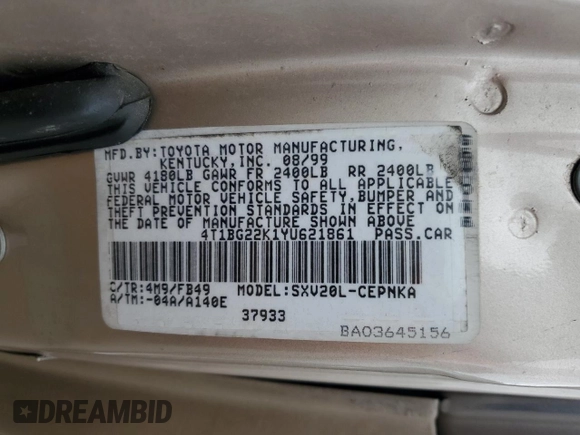 MFD.BY:TOYOTA MOTOR MANUFACTURING,
KENTUCKY,INC. 08/99
GVWR 4180LB GAWR FR 2400LB RR 2400LB
THIS VEHICLE CONFORMS TO ALL APPLICABLE
FEDERAL MOTOR VEHICLE SAFETY,BUMPER AND
THEFT PREVENTION STANDARDS IN EFFECT ON
THE DATE OF MANUFACTURE SHOWN ABOVE
4T1BG22K1YU621861 PASS.CAR
C/TR:4M9/FB49 MODEL:SXV20L-CEPNKA
A/TM:-04A/A140E
37933
BA03645156
DREAMBID